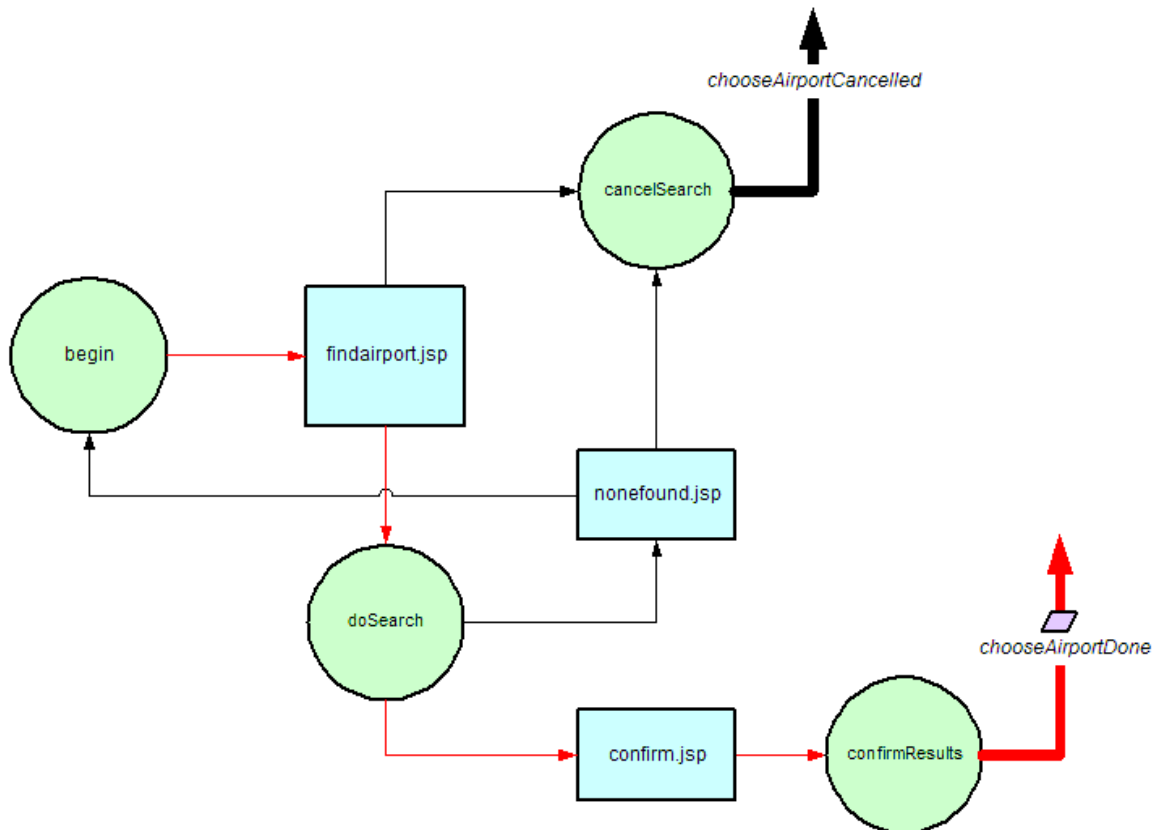 chooseAirportCancelled
cancelSearch
begin
findairport.jsp
nonefound.jsp
doSearch
chooseAirportDone
confirm.jsp
confirmResults